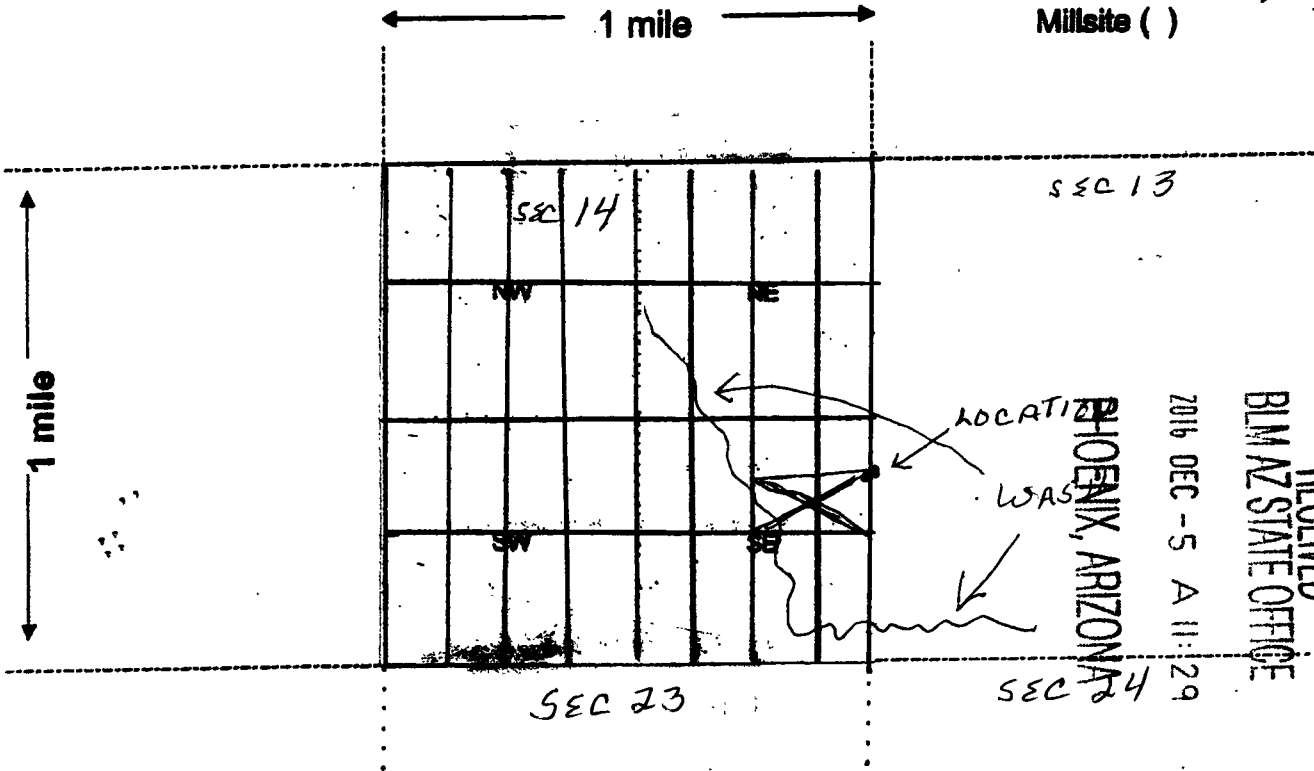 1 mile
Millsite ( )
SEC 13
SEC 14
NW
NE
1 mile
LOCATION
WASH
SW
SE
SEC 23
SEC 24
BLM AZ STATE OFFICE
2016 DEC -5 A 11: 29
PHOENIX, ARIZONA